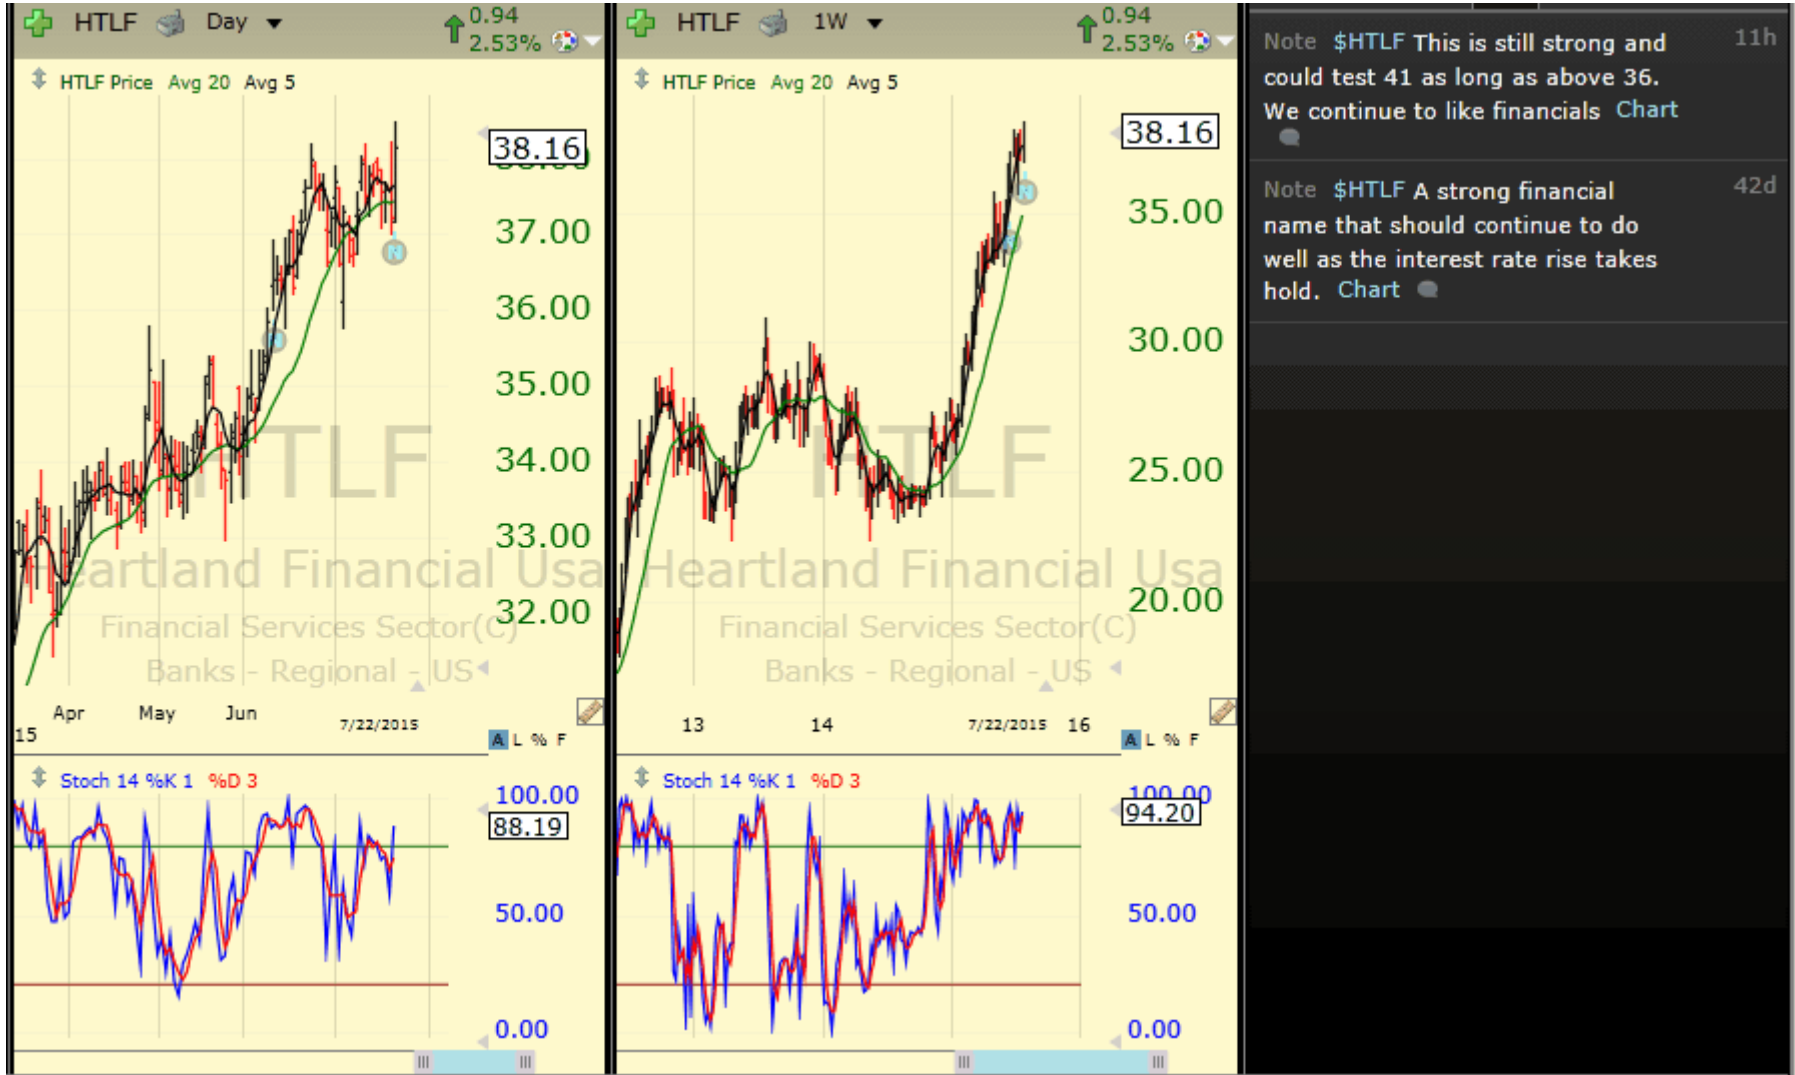 HTLF Day
0.94
2.53%
HTLF Price Avg 20 Avg 5
38.16
37.00
36.00
35.00
34.00
33.00
32.00
HTLF
Heartland Financial Usa
Financial Services Sector(C)
Banks - Regional - US
Apr May Jun
15
7/22/2015
A L % F
Stoch 14 %K 1 %D 3
100.00
88.19
50.00
0.00
HTLF 1W
0.94
2.53%
HTLF Price Avg 20 Avg 5
38.16
35.00
30.00
25.00
20.00
HTLF
Heartland Financial Usa
Financial Services Sector(C)
Banks - Regional - US
13 14 7/22/2015 16
A L % F
Stoch 14 %K 1 %D 3
100.00
94.20
50.00
0.00
Note $HTLF This is still strong and 11h
could test 41 as long as above 36.
We continue to like financials Chart
Note $HTLF A strong financial 42d
name that should continue to do
well as the interest rate rise takes
hold. Chart